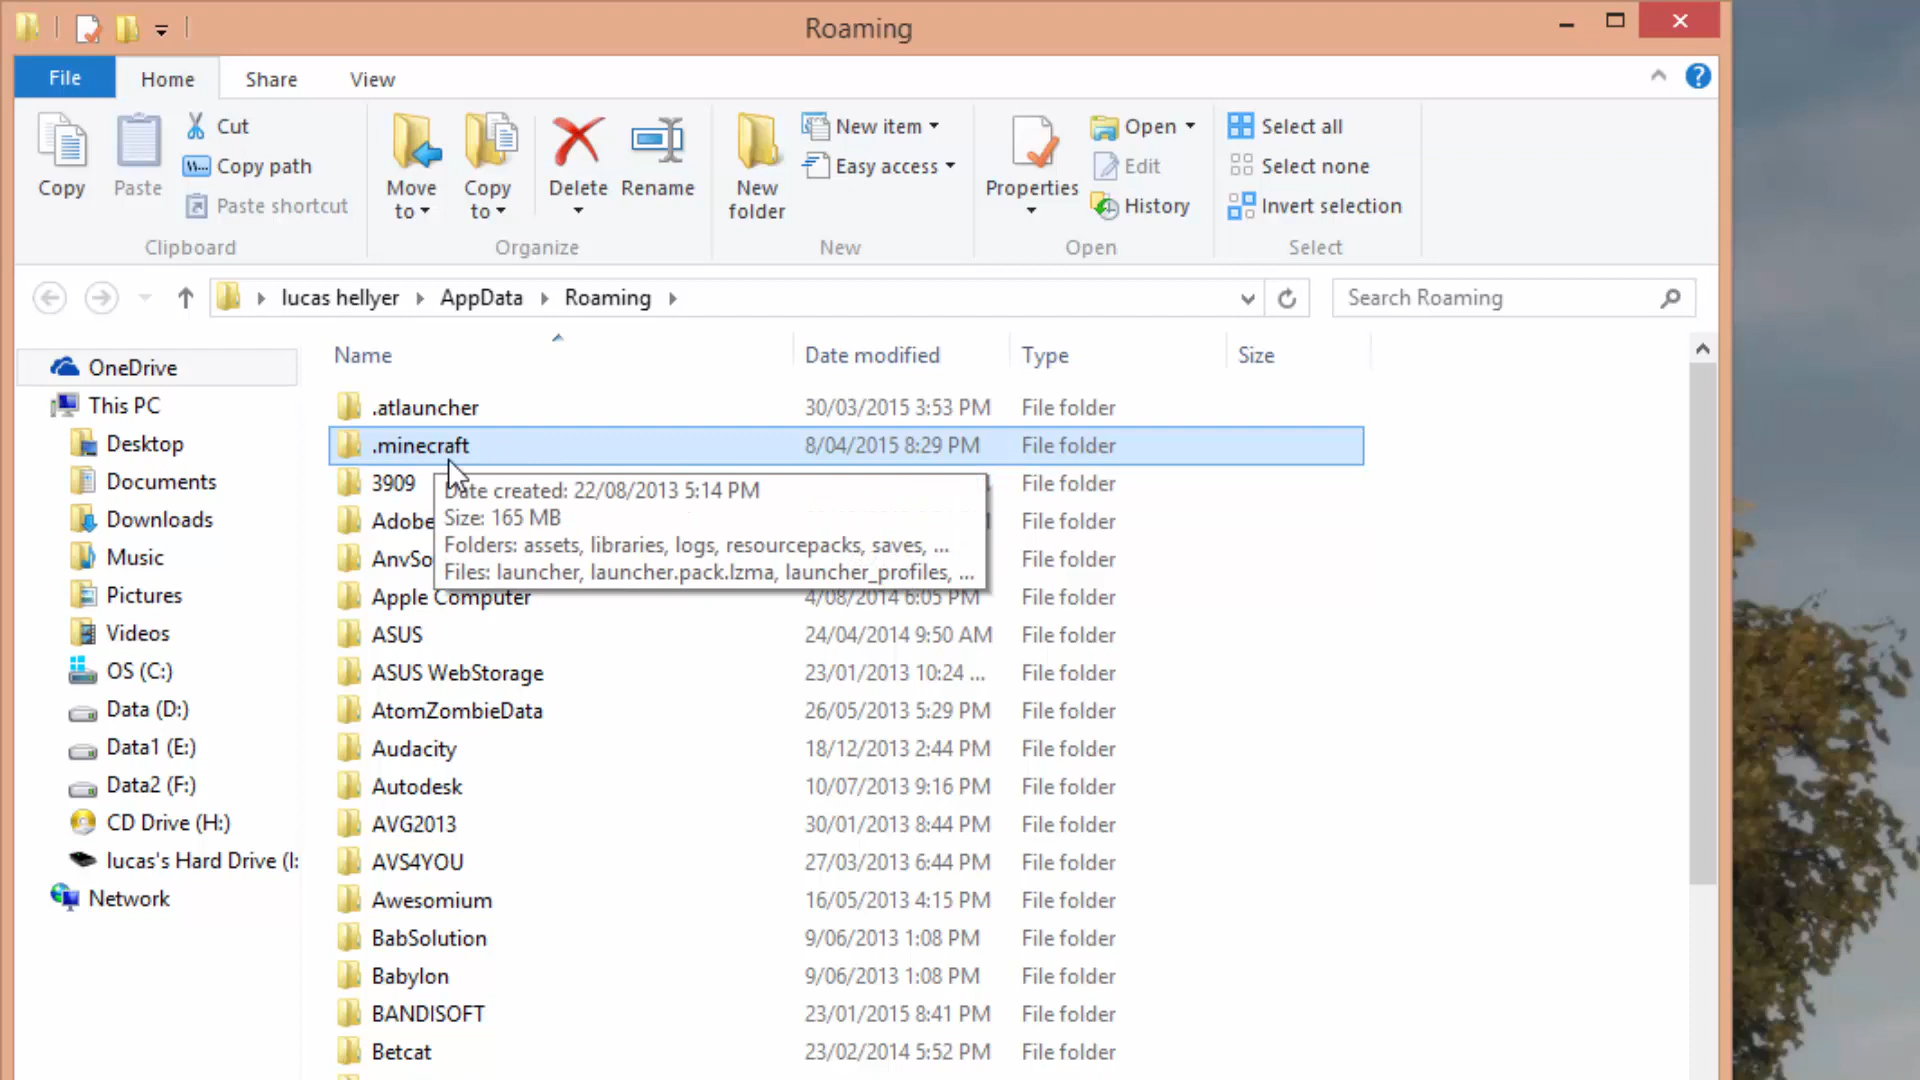 Roaming
File Home Share View
Copy
Paste
Cut
Copy path
Paste shortcut
Clipboard
Move to
Copy to
Delete
Rename
Organize
New folder
New item
Easy access
New
Properties
Open
Edit
History
Open
Select all
Select none
Invert selection
Select
lucas hellyer AppData Roaming
Search Roaming
OneDrive
This PC
Desktop
Documents
Downloads
Music
Pictures
Videos
OS (C:)
Data (D:)
Data1 (E:)
Data2 (F:)
CD Drive (H:)
lucas's Hard Drive (I:
Network
Name Date modified Type Size
.atlauncher 30/03/2015 3:53 PM File folder
.minecraft 8/04/2015 8:29 PM File folder
3909 File folder
Adobe File folder
AnvSo File folder
Date created: 22/08/2013 5:14 PM
Size: 165 MB
Folders: assets, libraries, logs, resourcepacks, saves, ...
Files: launcher, launcher.pack.lzma, launcher_profiles, ...
Apple Computer 4/08/2014 6:05 PM File folder
ASUS 24/04/2014 9:50 AM File folder
ASUS WebStorage 23/01/2013 10:24 ... File folder
AtomZombieData 26/05/2013 5:29 PM File folder
Audacity 18/12/2013 2:44 PM File folder
Autodesk 10/07/2013 9:16 PM File folder
AVG2013 30/01/2013 8:44 PM File folder
AVS4YOU 27/03/2013 6:44 PM File folder
Awesomium 16/05/2013 4:15 PM File folder
BabSolution 9/06/2013 1:08 PM File folder
Babylon 9/06/2013 1:08 PM File folder
BANDISOFT 23/01/2015 8:41 PM File folder
Betcat 23/02/2014 5:52 PM File folder